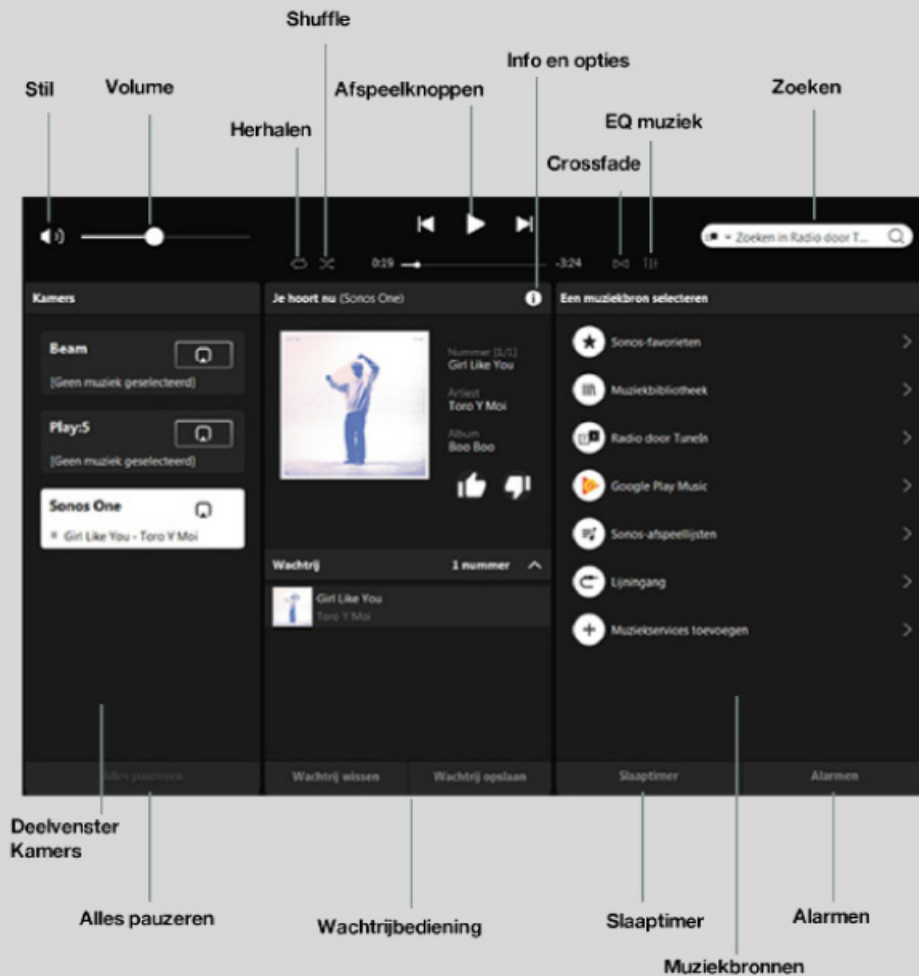 Shuffle
Info en opties
Stil
Volume
Afspeelknoppen
Zoeken
EQ muziek
Herhalen
Crossfade
Zoeken in Radio door T...
0:19
-3:24
Kamers
Beam
[Geen muziek geselecteerd]
Play:5
[Geen muziek geselecteerd]
Sonos One
Girl Like You - Toro Y Moi
Alles pauzeren
Je hoort nu (Sonos One)
Nummer [1/1]
Girl Like You
Artiest
Toro Y Moi
Album
Boo Boo
Wachtrij
1 nummer
Girl Like You
Toro Y Moi
Wachtrij wissen
Wachtrij opslaan
Een muziekbron selecteren
Sonos-favorieten
Muziekbibliotheek
Radio door TuneIn
Google Play Music
Sonos-afspeellijsten
Lijningang
Muziekservices toevoegen
Slaaptimer
Alarmen
Deelvenster
Kamers
Alles pauzeren
Wachtrijbediening
Slaaptimer
Alarmen
Muziekbronnen